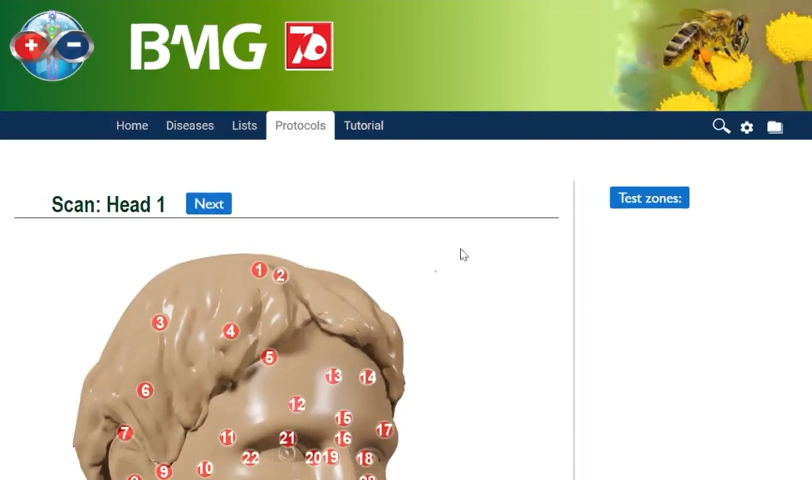 BMG 70
Home Diseases Lists Protocols Tutorial
Scan: Head 1 Next Test zones:
1 2
3 4
5
13 14
6
12
15
7 11 21 16 17
22 20 19 18
9 10